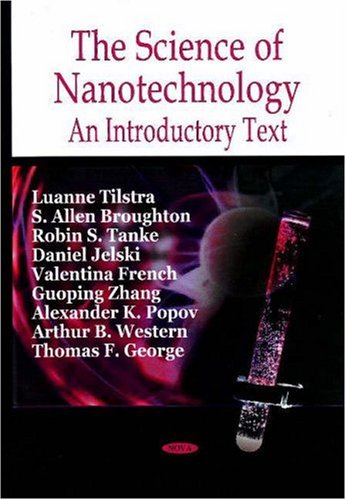 The Science of
Nanotechnology
An Introductory Text
Luanne Tilstra
S. Allen Broughton
Robin S. Tanke
Daniel Jelski
Valentina French
Guoping Zhang
Alexander K. Popov
Arthur B. Western
Thomas F. George
NOVA